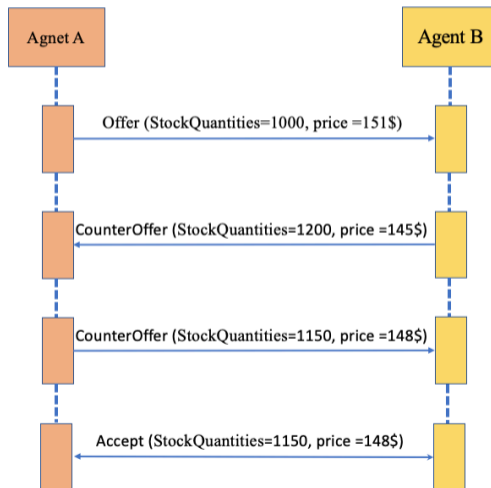 Agnet A
Agent B
Offer (StockQuantities=1000, price =151$)
CounterOffer (StockQuantities=1200, price =145$)
CounterOffer (StockQuantities=1150, price =148$)
Accept (StockQuantities=1150, price =148$)